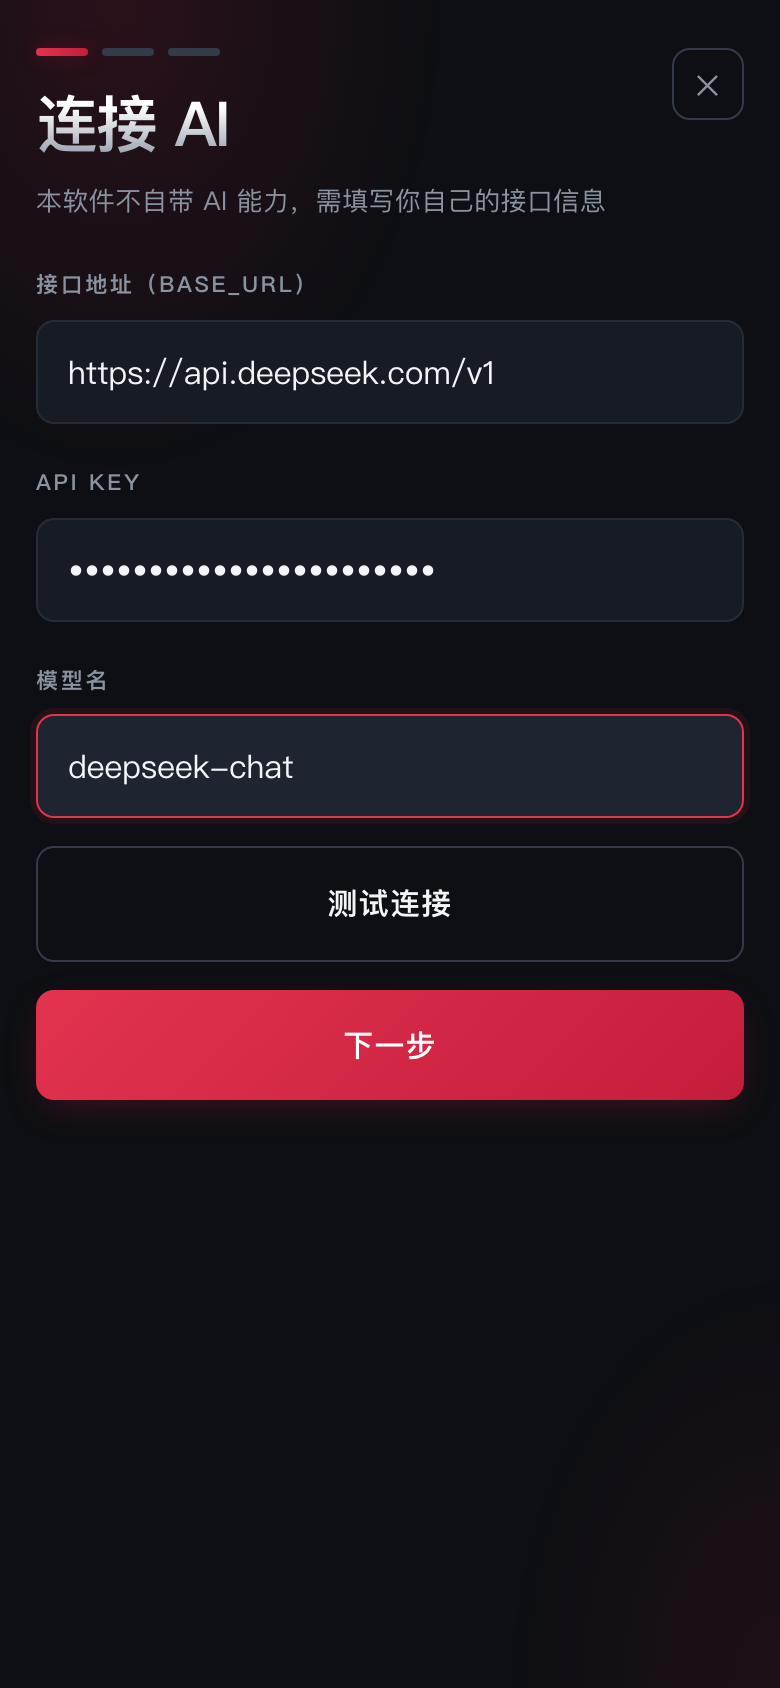 连接 AI
本软件不自带 AI 能力，需填写你自己的接口信息
接口地址（BASE_URL）
https://api.deepseek.com/v1
API KEY
•••••••••••••••••••••••
模型名
deepseek-chat
测试连接
下一步